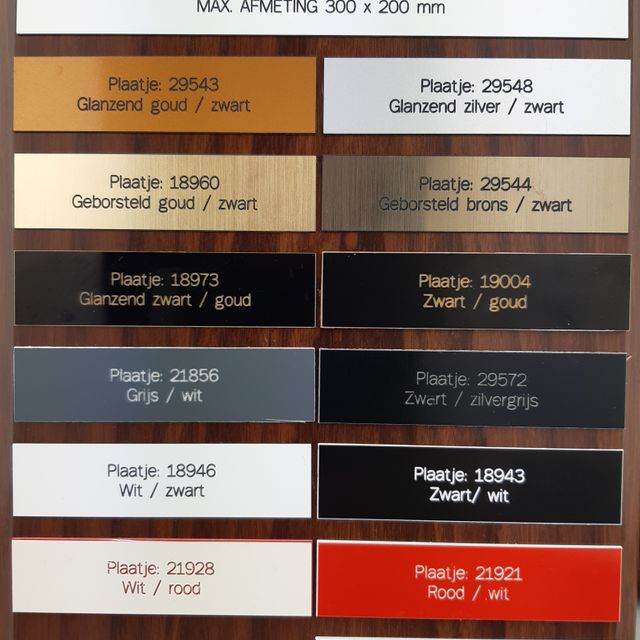 MAX. AFMETING 300 x 200 mm
Plaatje: 29543
Glanzend goud / zwart
Plaatje: 29548
Glanzend zilver / zwart
Plaatje: 18960
Geborsteld goud / zwart
Plaatje: 29544
Geborsteld brons / zwart
Plaatje: 18973
Glanzend zwart / goud
Plaatje: 19004
Zwart / goud
Plaatje: 21856
Grijs / wit
Plaatje: 29572
Zwart / zilvergrijs
Plaatje: 18946
Wit / zwart
Plaatje: 18943
Zwart/ wit
Plaatje: 21928
Wit / rood
Plaatje: 21921
Rood / wit